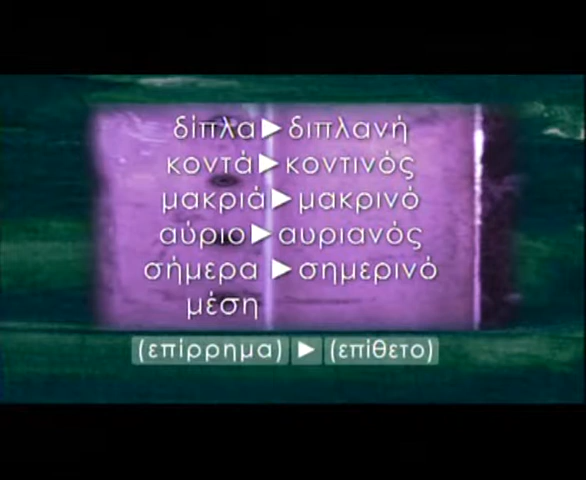 δίπλα ▶ διπλανή
κοντά ▶ κοντινός
μακριά ▶ μακρινό
αύριο ▶ αυριανός
σήμερα ▶ σημερινό
μέση
(επίρρημα) ▶ (επίθετο)